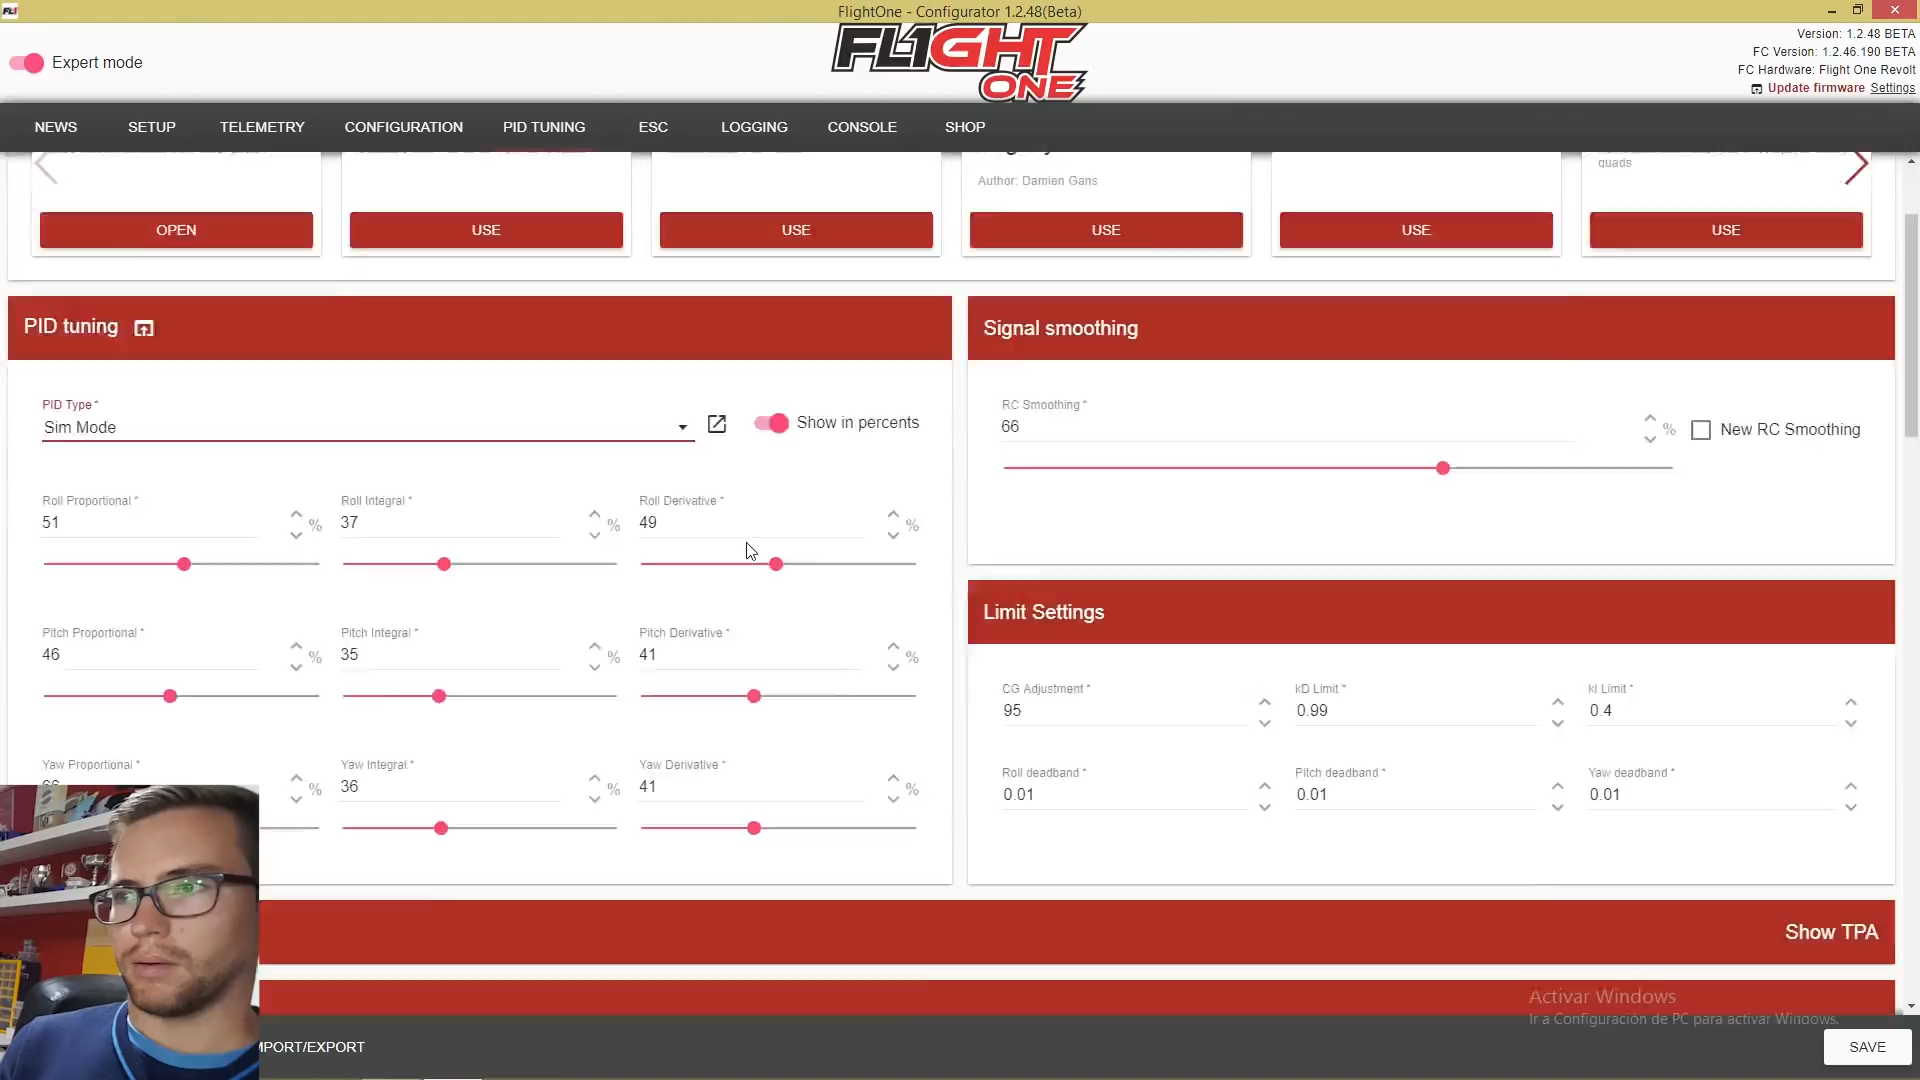 FlightOne - Configurator 1.2.48(Beta)
Expert mode
FL1GHT
ONE
Version: 1.2.48 BETA
FC Version: 1.2.46.190 BETA
FC Hardware: Flight One Revolt
Update firmware Settings
NEWS SETUP TELEMETRY CONFIGURATION PID TUNING ESC LOGGING CONSOLE SHOP
quads
Author: Damien Gans
OPEN USE USE USE USE USE
PID tuning
Signal smoothing
PID Type *
Sim Mode
Show in percents
RC Smoothing *
66
%
New RC Smoothing
Roll Proportional * Roll Integral * Roll Derivative *
51 % 37 % 49 %
Limit Settings
Pitch Proportional * Pitch Integral * Pitch Derivative *
46 % 35 % 41 %
CG Adjustment * kD Limit * kI Limit *
95 0.99 0.4
Yaw Proportional * Yaw Integral * Yaw Derivative *
% 36 % 41 %
Roll deadband * Pitch deadband * Yaw deadband *
0.01 0.01 0.01
Show TPA
Activar Windows
Ir a Configuración de PC para activar Windows.
MPORT/EXPORT
SAVE